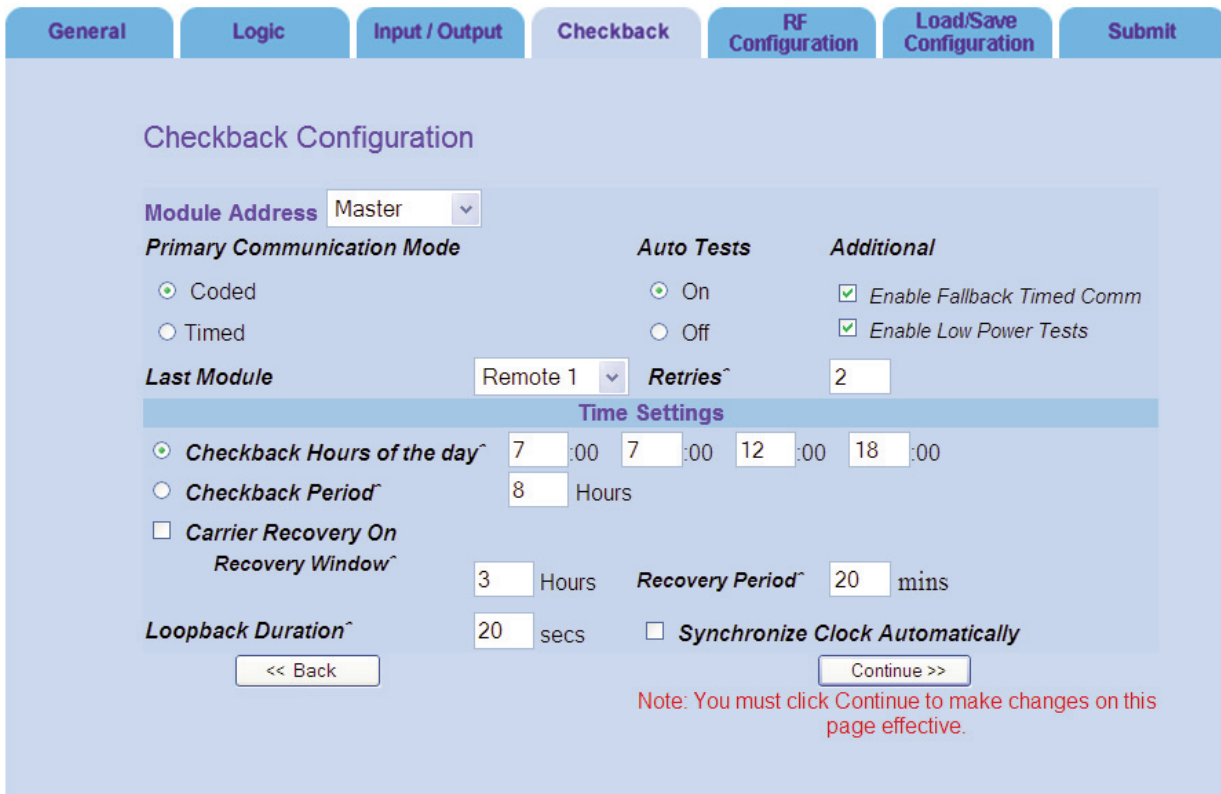 General
Logic
Input / Output
Checkback
RF
Configuration
Load/Save
Configuration
Submit
Checkback Configuration
Module Address Master
Primary Communication Mode Auto Tests Additional
Coded On Enable Fallback Timed Comm
Timed Off Enable Low Power Tests
Last Module Remote 1 Retries^ 2
Time Settings
Checkback Hours of the day^ 7 :00 7 :00 12 :00 18 :00
Checkback Period^ 8 Hours
Carrier Recovery On
Recovery Window^ 3 Hours Recovery Period^ 20 mins
Loopback Duration^ 20 secs Synchronize Clock Automatically
<< Back Continue >>
Note: You must click Continue to make changes on this
page effective.